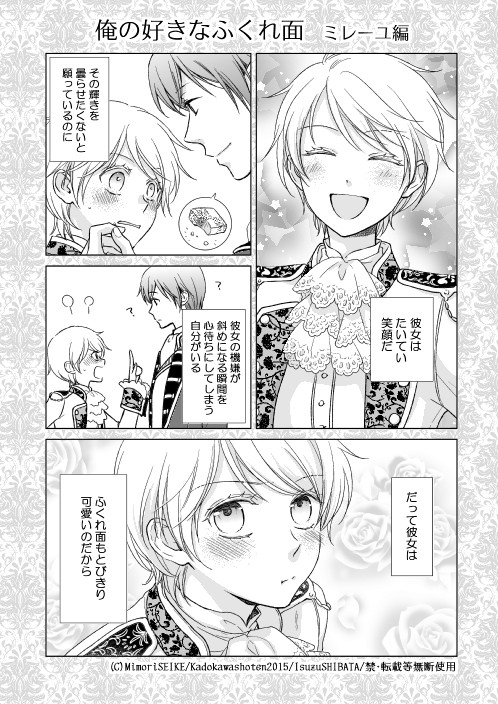 俺の好きなふくれ面 ミレーユ編
彼女は
たいてい
笑顔だ
その輝きを
曇らせたくないと
願っているのに
?
?
彼女の機嫌が
斜めになる瞬間を
心待ちにしてしまう
自分がいる
だって彼女は
ふくれ面もとびきり
可愛いのだから
(C)MimoriSEIKE/Kadokawashoten2015/IsuzuSHIBATA/禁・転載等無断使用